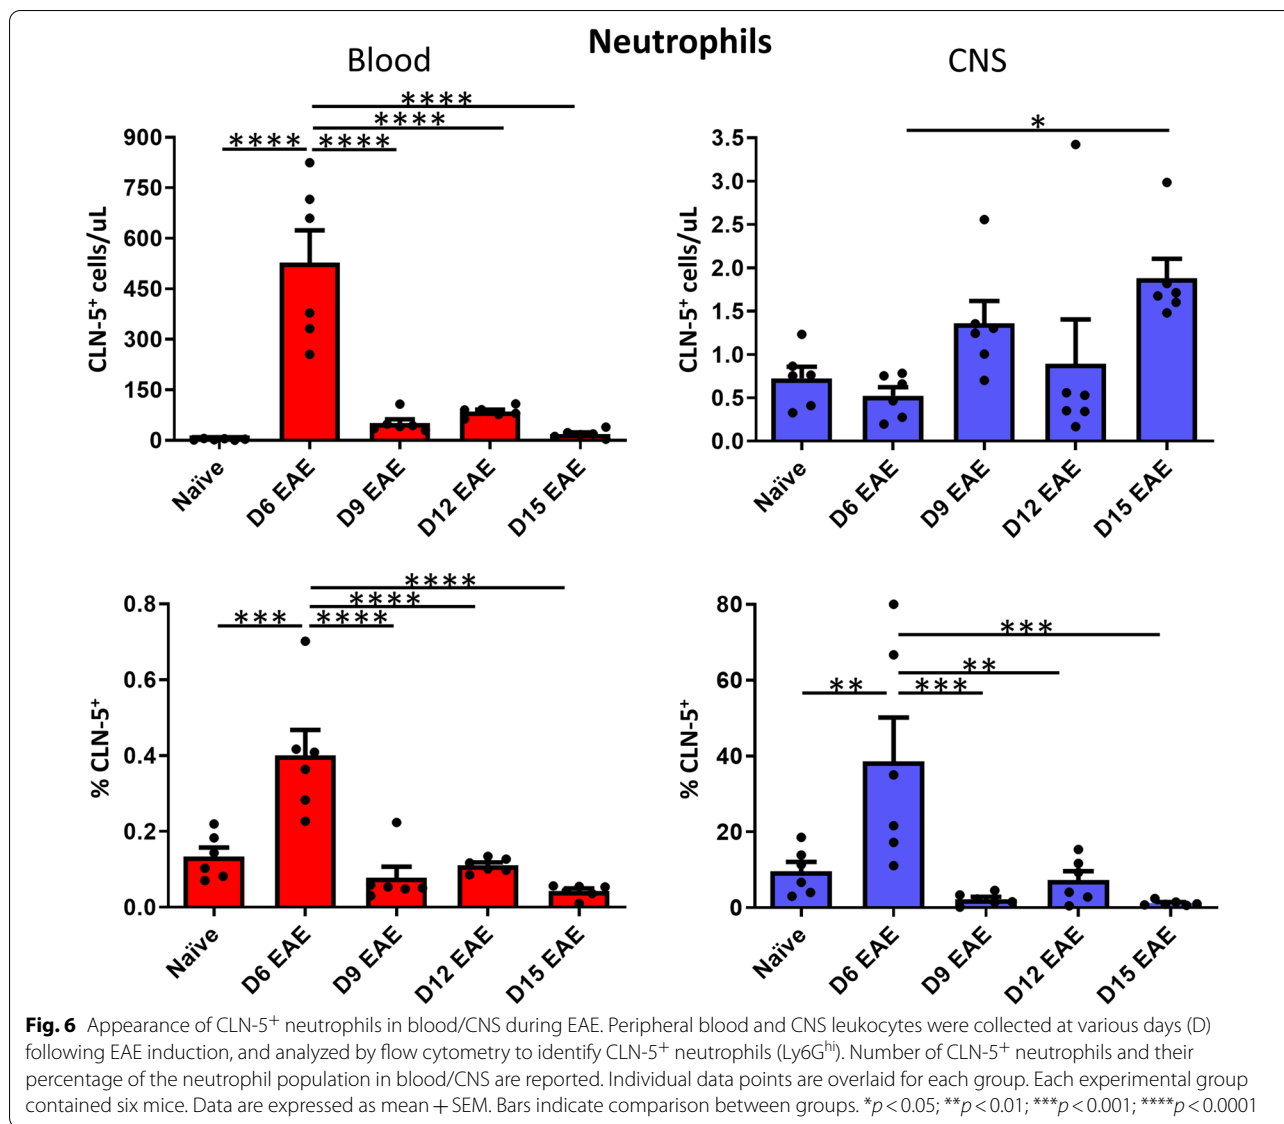 Neutrophils
Blood
CNS
****
****
**** ****
900
750
600
450
300
150
0
CLN-5+ cells/uL
Naïve
D6 EAE
D9 EAE
D12 EAE
D15 EAE
*
3.5
3.0
2.5
2.0
1.5
1.0
0.5
0.0
CLN-5+ cells/uL
Naïve
D6 EAE
D9 EAE
D12 EAE
D15 EAE
****
****
*** ****
0.8
0.6
0.4
0.2
0.0
% CLN-5+
Naïve
D6 EAE
D9 EAE
D12 EAE
D15 EAE
***
**
** ***
80
60
40
20
0
% CLN-5+
Naïve
D6 EAE
D9 EAE
D12 EAE
D15 EAE
Fig. 6 Appearance of CLN-5+ neutrophils in blood/CNS during EAE. Peripheral blood and CNS leukocytes were collected at various days (D)
following EAE induction, and analyzed by flow cytometry to identify CLN-5+ neutrophils (Ly6Ghi). Number of CLN-5+ neutrophils and their
percentage of the neutrophil population in blood/CNS are reported. Individual data points are overlaid for each group. Each experimental group
contained six mice. Data are expressed as mean + SEM. Bars indicate comparison between groups. *p < 0.05; **p < 0.01; ***p < 0.001; ****p < 0.0001